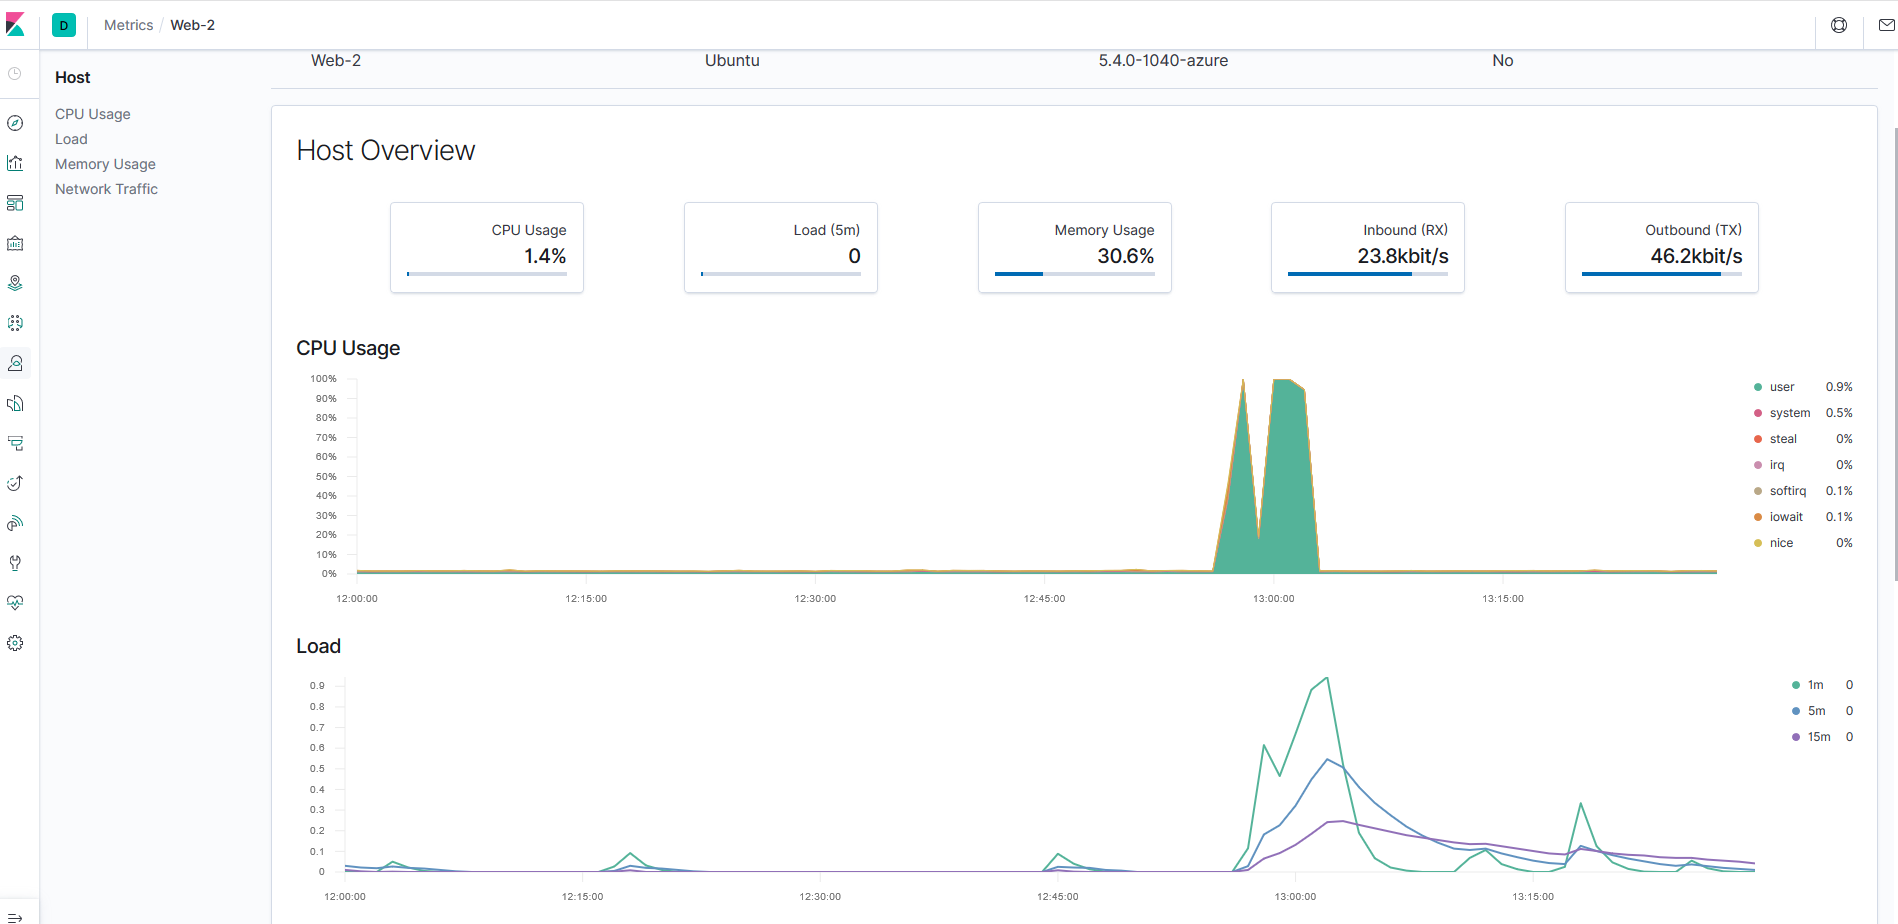 D Metrics / Web-2
Web-2 Ubuntu 5.4.0-1040-azure No
Host
CPU Usage
Load
Memory Usage
Network Traffic
Host Overview
CPU Usage
1.4%
Load (5m)
0
Memory Usage
30.6%
Inbound (RX)
23.8kbit/s
Outbound (TX)
46.2kbit/s
CPU Usage
100%
90%
80%
70%
60%
50%
40%
30%
20%
10%
0%
12:00:00 12:15:00 12:30:00 12:45:00 13:00:00 13:15:00
user 0.9%
system 0.5%
steal 0%
irq 0%
softirq 0.1%
iowait 0.1%
nice 0%
Load
0.9
0.8
0.7
0.6
0.5
0.4
0.3
0.2
0.1
0
12:00:00 12:15:00 12:30:00 12:45:00 13:00:00 13:15:00
1m 0
5m 0
15m 0